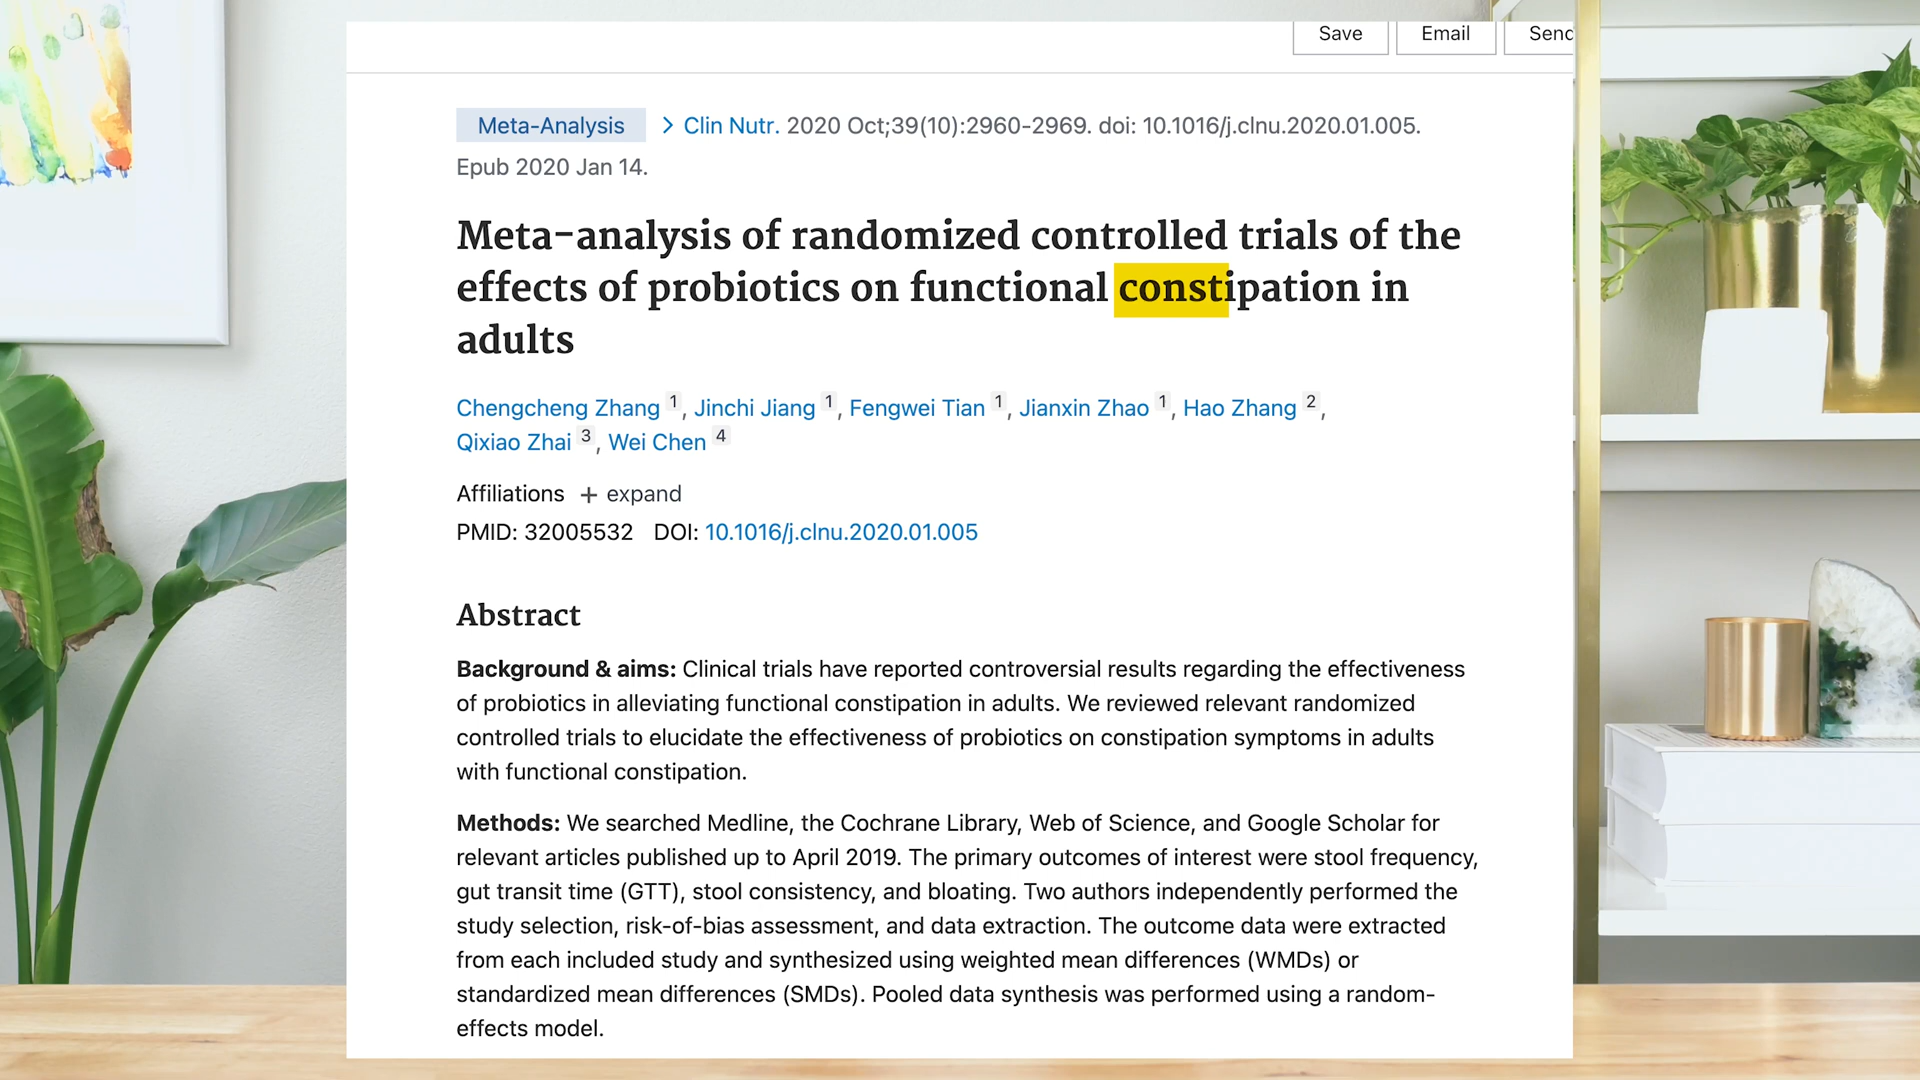 Save Email Send
Meta-Analysis > Clin Nutr. 2020 Oct;39(10):2960-2969. doi: 10.1016/j.clnu.2020.01.005.
Epub 2020 Jan 14.
Meta-analysis of randomized controlled trials of the
effects of probiotics on functional constipation in
adults
Chengcheng Zhang 1, Jinchi Jiang 1, Fengwei Tian 1, Jianxin Zhao 1, Hao Zhang 2,
Qixiao Zhai 3, Wei Chen 4
Affiliations + expand
PMID: 32005532 DOI: 10.1016/j.clnu.2020.01.005
Abstract
Background & aims: Clinical trials have reported controversial results regarding the effectiveness
of probiotics in alleviating functional constipation in adults. We reviewed relevant randomized
controlled trials to elucidate the effectiveness of probiotics on constipation symptoms in adults
with functional constipation.
Methods: We searched Medline, the Cochrane Library, Web of Science, and Google Scholar for
relevant articles published up to April 2019. The primary outcomes of interest were stool frequency,
gut transit time (GTT), stool consistency, and bloating. Two authors independently performed the
study selection, risk-of-bias assessment, and data extraction. The outcome data were extracted
from each included study and synthesized using weighted mean differences (WMDs) or
standardized mean differences (SMDs). Pooled data synthesis was performed using a random-
effects model.